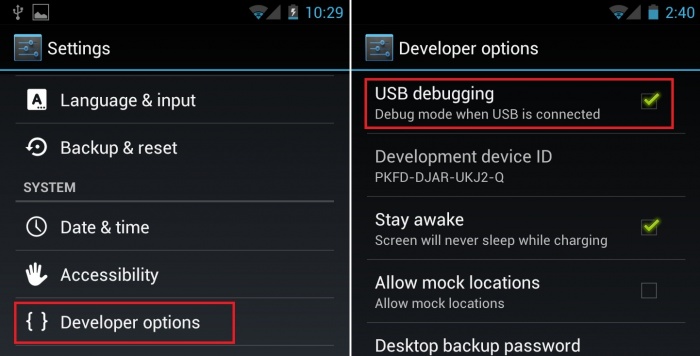 10:29
Settings
Language & input
Backup & reset
SYSTEM
Date & time
Accessibility
{ } Developer options
2:40
Developer options
USB debugging
Debug mode when USB is connected
Development device ID
PKFD-DJAR-UKJ2-Q
Stay awake
Screen will never sleep while charging
Allow mock locations
Allow mock locations
Desktop backup password